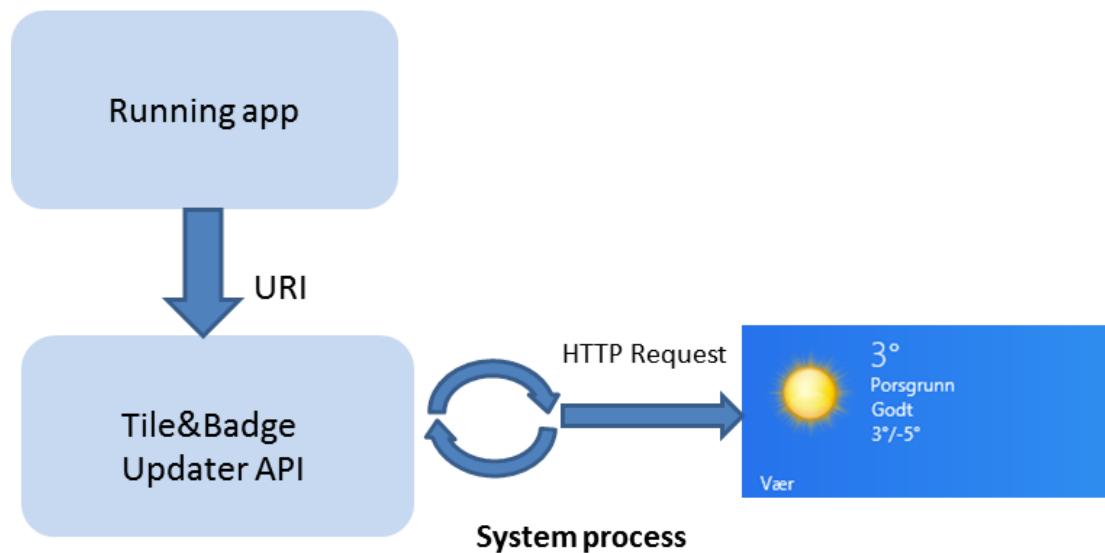 Running app
URI
Tile&Badge
Updater API
HTTP Request
3°
Porsgrunn
Godt
3°/-5°
Vær
System process